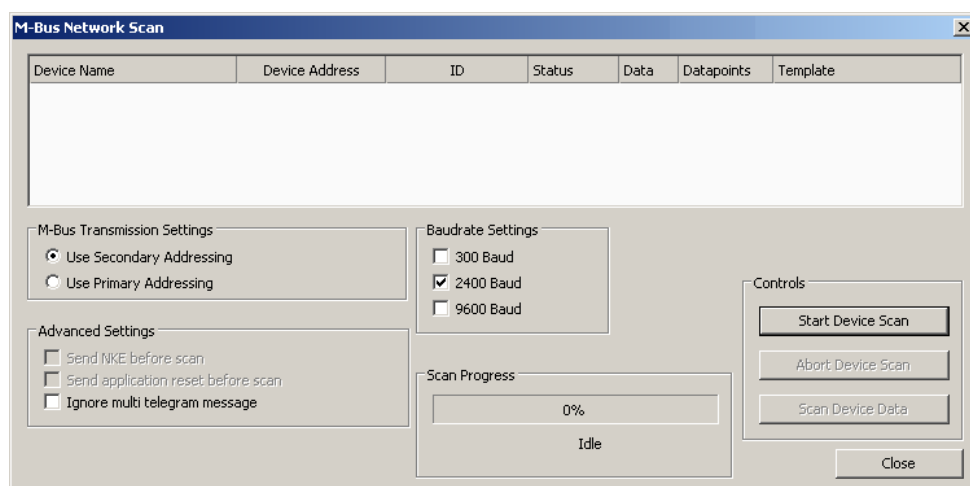 M-Bus Network Scan
Device Name Device Address ID Status Data Datapoints Template
M-Bus Transmission Settings
Use Secondary Addressing
Use Primary Addressing
Baudrate Settings
300 Baud
2400 Baud
9600 Baud
Advanced Settings
Send NKE before scan
Send application reset before scan
Ignore multi telegram message
Scan Progress
0%
Idle
Controls
Start Device Scan
Abort Device Scan
Scan Device Data
Close